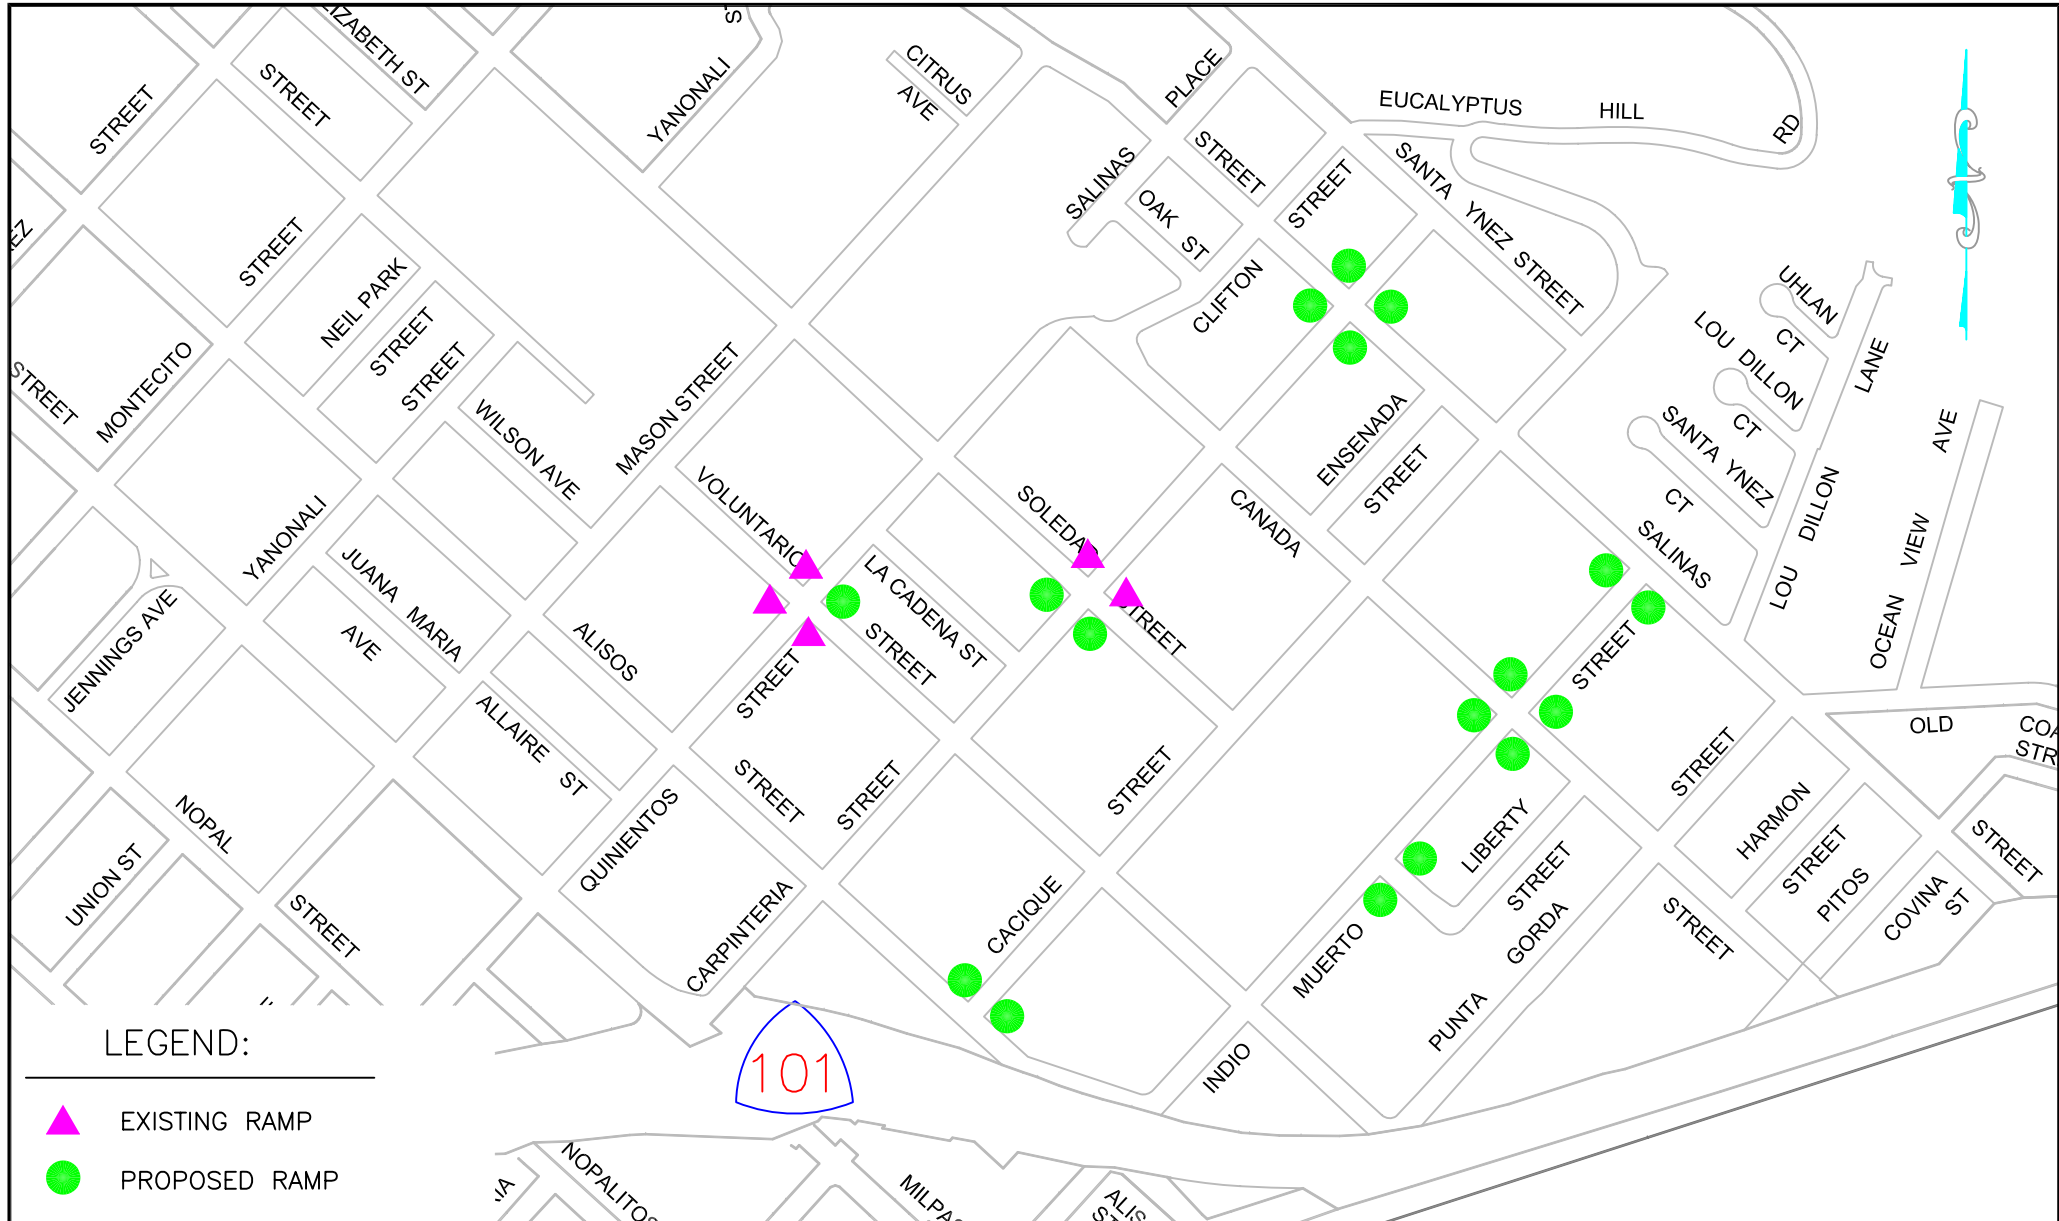 S
ELIZABETH ST
STREET
STREET
YANONALI
CITRUS
AVE
PLACE
EUCALYPTUS HILL RD
SALINAS
STREET
OAK ST
STREET
SANTA YNEZ STREET
CLIFTON
STREET
NEIL PARK
STREET
STREET
MONTECITO
STREET
MASON STREET
WILSON AVE
VOLUNTARIO
STREET
SOLEDAD
STREET
CANADA
STREET
ENSENADA
STREET
UHLAN
CT
LOU DILLON
CT
SANTA YNEZ
CT
LOU DILLON LANE
OCEAN VIEW AVE
SALINAS
STREET
YANONALI
JUANA MARIA
AVE
JENNINGS AVE
ALISOS
STREET
LA CADENA ST
STREET
ALLAIRE ST
QUINIENTOS
STREET
CARPINTERIA
STREET
CACIQUE
STREET
NOPAL
STREET
UNION ST
INDIO
MUERTO
STREET
LIBERTY
STREET
PUNTA GORDA
STREET
HARMON
STREET
PITOS
COVINA
ST
OLD
STREET
101
NOPALITOS
LEGEND:
EXISTING RAMP
PROPOSED RAMP